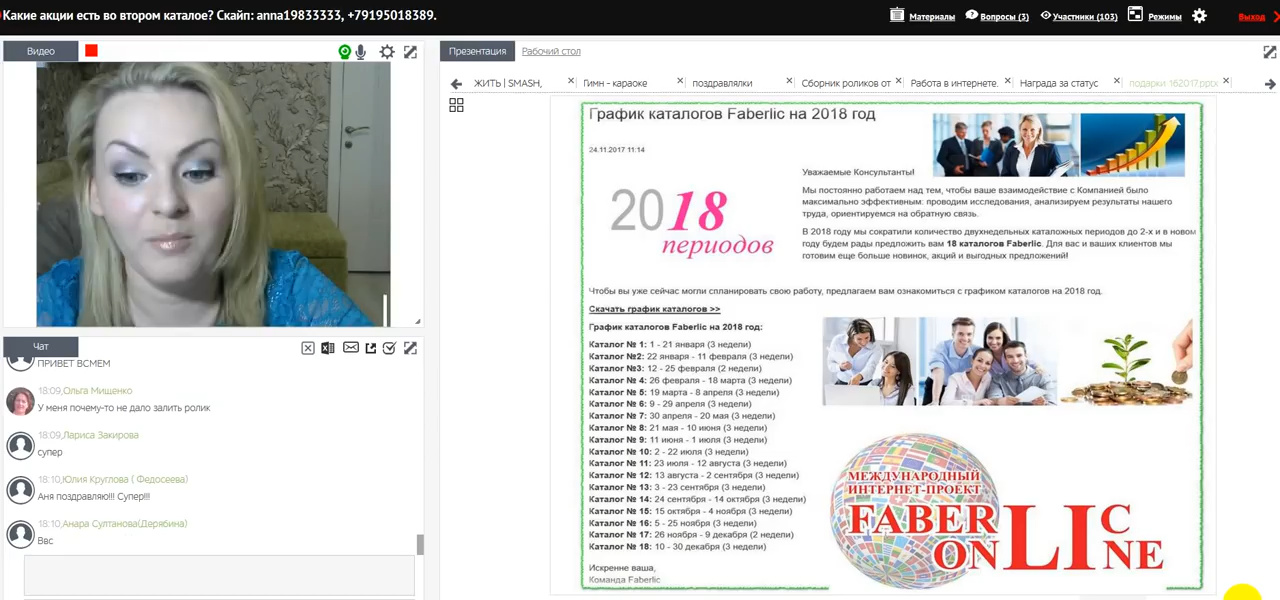 Какие акции есть во втором каталое? Скайп: anna19833333, +79195018389.
Материалы
Вопросы (3)
Участники (103)
Режимы
Выход
Видео
Презентация
Рабочий стол
ЖИТЬ | SMASH,
Гимн - караоке
поздравлялки
Сборник роликов от
Работа в интернете.
Награда за статус
подарки 162017.pptx
График каталогов Faberlic на 2018 год
24.11.2017 11:14
2018
периодов
Уважаемые Консультанты!
Мы постоянно работаем над тем, чтобы ваше взаимодействие с Компанией было
максимально эффективным: проводим исследования, анализируем результаты нашего
труда, ориентируемся на обратную связь.
В 2018 году мы сократили количество двухнедельных каталожных периодов до 2-х и в новом
году будем рады предложить вам 18 каталогов Faberlic. Для вас и ваших клиентов мы
готовим еще больше новинок, акций и выгодных предложений!
Чтобы вы уже сейчас могли спланировать свою работу, предлагаем вам ознакомиться с графиком каталогов на 2018 год.
Скачать график каталогов >>
График каталогов Faberlic на 2018 год:
Каталог № 1: 1 - 21 января (3 недели)
Каталог №2: 22 января - 11 февраля (3 недели)
Каталог №3: 12 - 25 февраля (2 недели)
Каталог № 4: 26 февраля - 18 марта (3 недели)
Каталог № 5: 19 марта - 8 апреля (3 недели)
Каталог № 6: 9 - 29 апреля (3 недели)
Каталог № 7: 30 апреля - 20 мая (3 недели)
Каталог № 8: 21 мая - 10 июня (3 недели)
Каталог № 9: 11 июня - 1 июля (3 недели)
Каталог № 10: 2 - 22 июля (3 недели)
Каталог № 11: 23 июля - 12 августа (3 недели)
Каталог № 12: 13 августа - 2 сентября (3 недели)
Каталог № 13: 3 - 23 сентября (3 недели)
Каталог № 14: 24 сентября - 14 октября (3 недели)
Каталог № 15: 15 октября - 4 ноября (3 недели)
Каталог № 16: 5 - 25 ноября (3 недели)
Каталог № 17: 26 ноября - 9 декабря (2 недели)
Каталог № 18: 10 - 30 декабря (3 недели)
Искренне ваша,
Команда Faberlic
МЕЖДУНАРОДНЫЙ
ИНТЕРНЕТ-ПРОЕКТ
FABERLIC
ONLINE
Чат
ПРИВЕТ ВСМЕМ
18:09,Ольга Мищенко
У меня почему-то не дало залить ролик
18:09,Лариса Закирова
супер
18:10,Юлия Круглова ( Федосеева)
Аня поздравляю!!! Супер!!!
18:10,Анара Султанова(Дерябина)
Ввс